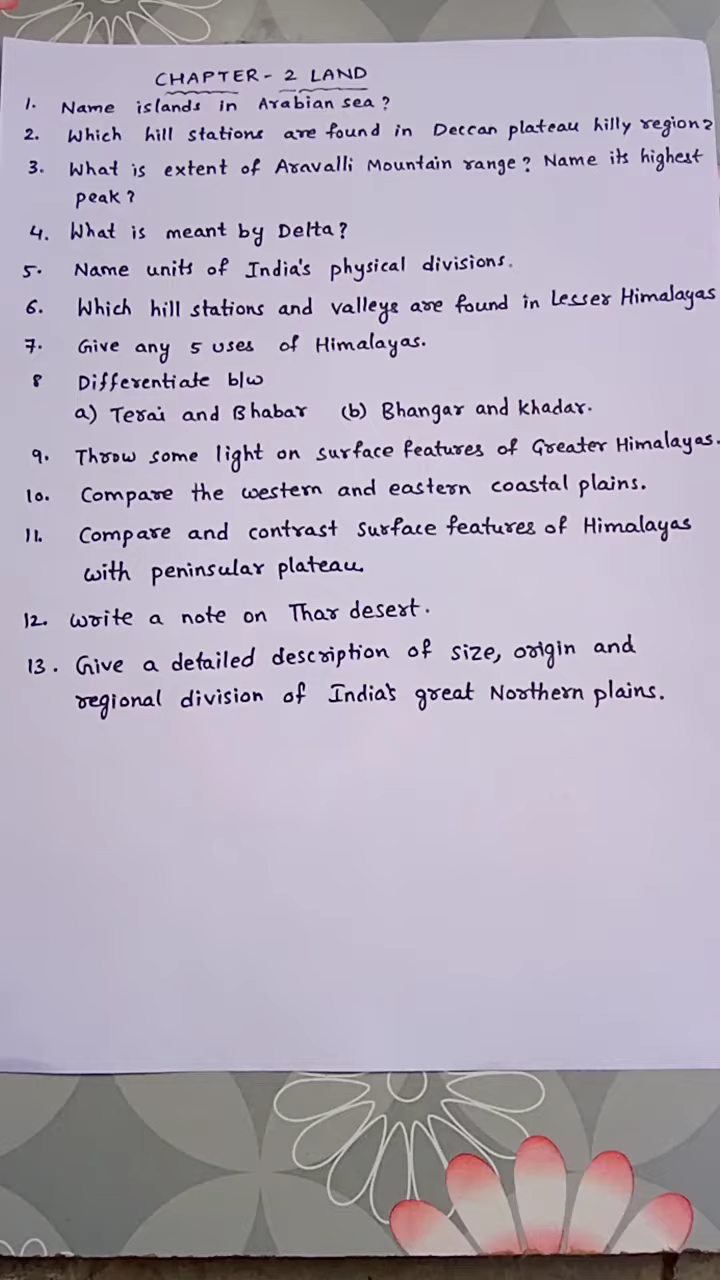 CHAPTER - 2 LAND
1. Name islands in Arabian sea?
2. Which hill stations are found in Deccan plateau hilly region?
3. What is extent of Aravalli Mountain range? Name its highest
peak?
4. What is meant by Delta?
5. Name units of India's physical divisions.
6. Which hill stations and valleys are found in Lesser Himalayas
7. Give any 5 uses of Himalayas.
8 Differentiate b/w
a) Terai and Bhabar (b) Bhangar and khadar.
9. Throw some light on surface features of Greater Himalayas.
10. Compare the western and eastern coastal plains.
11. Compare and contrast surface features of Himalayas
with peninsular plateau.
12. Write a note on Thar desert.
13. Give a detailed description of size, origin and
regional division of India's great Northern plains.